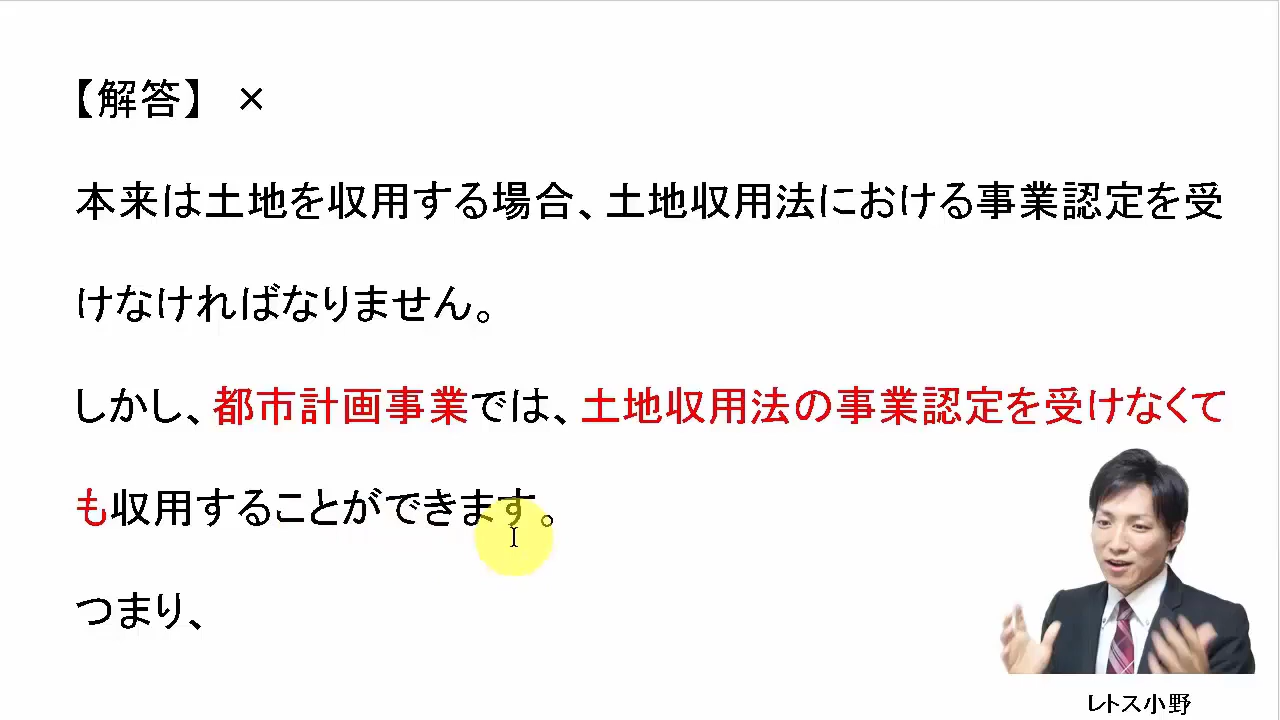 【解答】 ×
本来は土地を収用する場合、土地収用法における事業認定を受
けなければなりません。
しかし、都市計画事業では、土地収用法の事業認定を受けなくて
も収用することができます。
つまり、
レトス小野